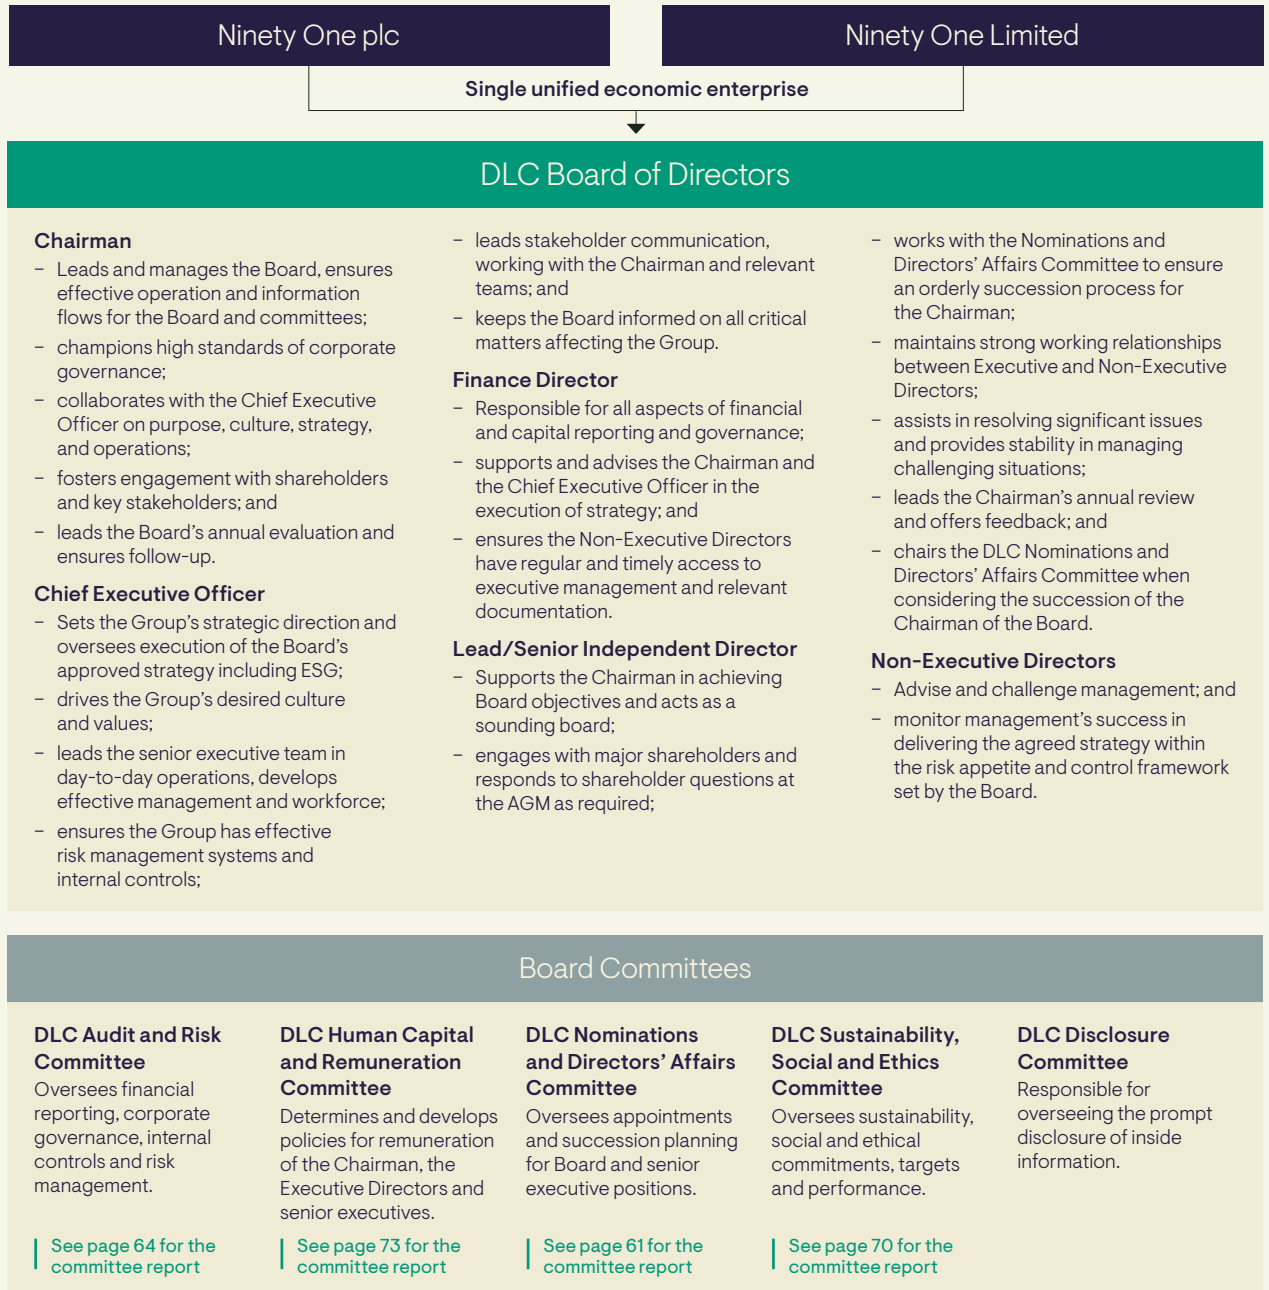 Ninety One plc
Ninety One Limited
Single unified economic enterprise
DLC Board of Directors
Chairman
– Leads and manages the Board, ensures
effective operation and information
flows for the Board and committees;
– champions high standards of corporate
governance;
– collaborates with the Chief Executive
Officer on purpose, culture, strategy,
and operations;
– fosters engagement with shareholders
and key stakeholders; and
– leads the Board’s annual evaluation and
ensures follow-up.
Chief Executive Officer
– Sets the Group’s strategic direction and
oversees execution of the Board’s
approved strategy including ESG;
– drives the Group’s desired culture
and values;
– leads the senior executive team in
day-to-day operations, develops
effective management and workforce;
– ensures the Group has effective
risk management systems and
internal controls;
– leads stakeholder communication,
working with the Chairman and relevant
teams; and
– keeps the Board informed on all critical
matters affecting the Group.
Finance Director
– Responsible for all aspects of financial
and capital reporting and governance;
– supports and advises the Chairman and
the Chief Executive Officer in the
execution of strategy; and
– ensures the Non-Executive Directors
have regular and timely access to
executive management and relevant
documentation.
Lead/Senior Independent Director
– Supports the Chairman in achieving
Board objectives and acts as a
sounding board;
– engages with major shareholders and
responds to shareholder questions at
the AGM as required;
– works with the Nominations and
Directors’ Affairs Committee to ensure
an orderly succession process for
the Chairman;
– maintains strong working relationships
between Executive and Non-Executive
Directors;
– assists in resolving significant issues
and provides stability in managing
challenging situations;
– leads the Chairman’s annual review
and offers feedback; and
– chairs the DLC Nominations and
Directors’ Affairs Committee when
considering the succession of the
Chairman of the Board.
Non-Executive Directors
– Advise and challenge management; and
– monitor management’s success in
delivering the agreed strategy within
the risk appetite and control framework
set by the Board.
Board Committees
DLC Audit and Risk
Committee
Oversees financial
reporting, corporate
governance, internal
controls and risk
management.
See page 64 for the
committee report
DLC Human Capital
and Remuneration
Committee
Determines and develops
policies for remuneration
of the Chairman, the
Executive Directors and
senior executives.
See page 73 for the
committee report
DLC Nominations
and Directors’ Affairs
Committee
Oversees appointments
and succession planning
for Board and senior
executive positions.
See page 61 for the
committee report
DLC Sustainability,
Social and Ethics
Committee
Oversees sustainability,
social and ethical
commitments, targets
and performance.
See page 70 for the
committee report
DLC Disclosure
Committee
Responsible for
overseeing the prompt
disclosure of inside
information.